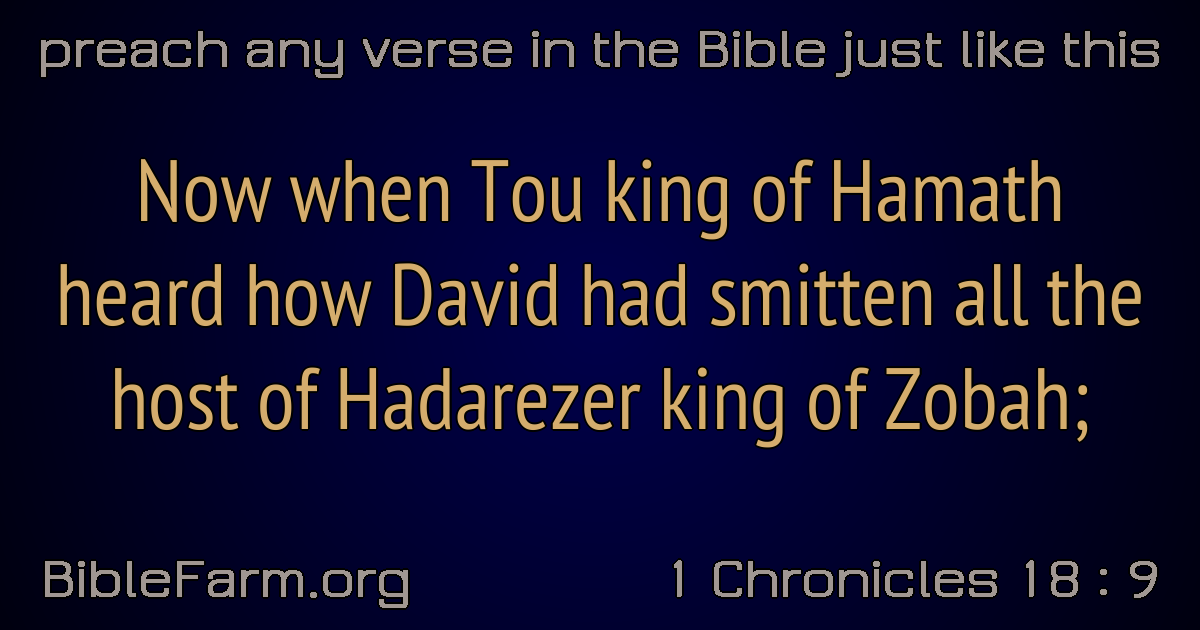 preach any verse in the Bible just like this
Now when Tou king of Hamath
heard how David had smitten all the
host of Hadarezer king of Zobah;
BibleFarm.org
1 Chronicles 18 : 9